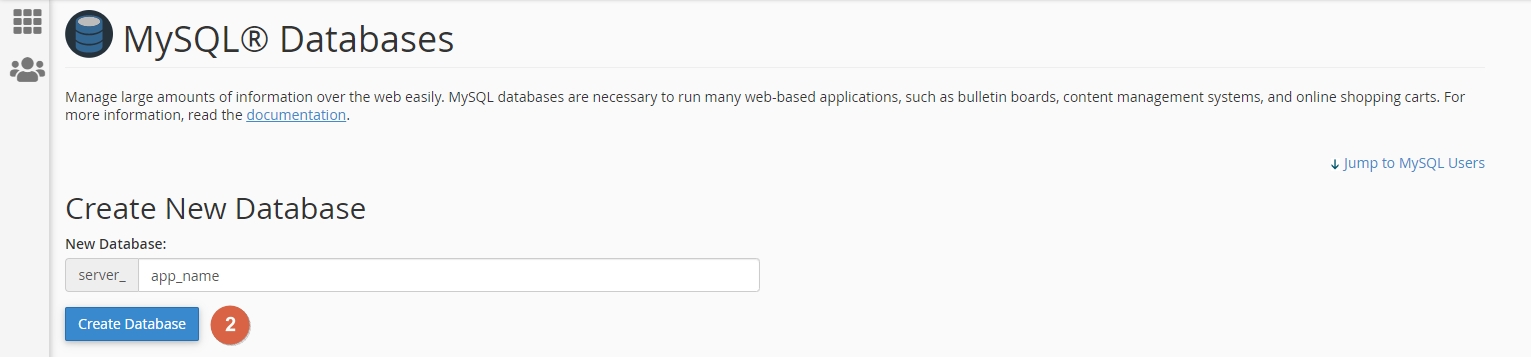 MySQL® Databases
Manage large amounts of information over the web easily. MySQL databases are necessary to run many web-based applications, such as bulletin boards, content management systems, and online shopping carts. For
more information, read the documentation.
↓ Jump to MySQL Users
Create New Database
New Database:
server_ app_name
Create Database 2